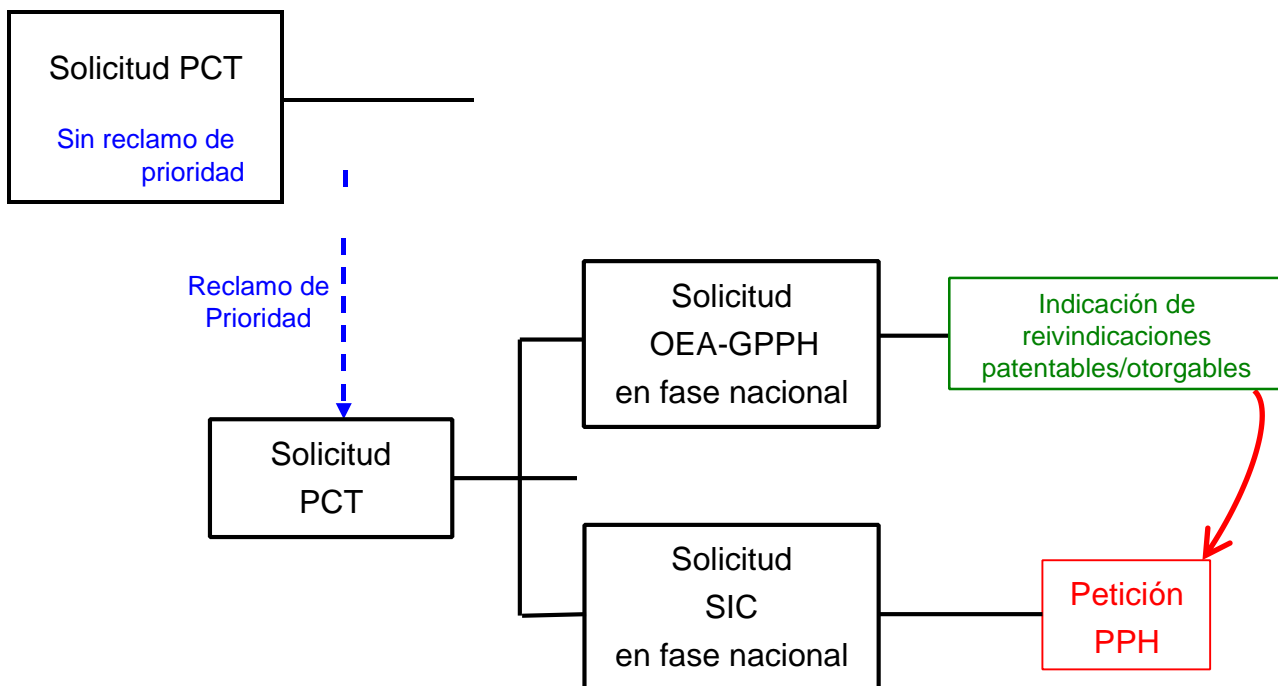 Solicitud PCT
Sin reclamo de
prioridad
Reclamo de
Prioridad
Solicitud
OEA-GPPH
en fase nacional
Indicación de
reivindicaciones
patentables/otorgables
Solicitud
PCT
Solicitud
SIC
en fase nacional
Petición
PPH